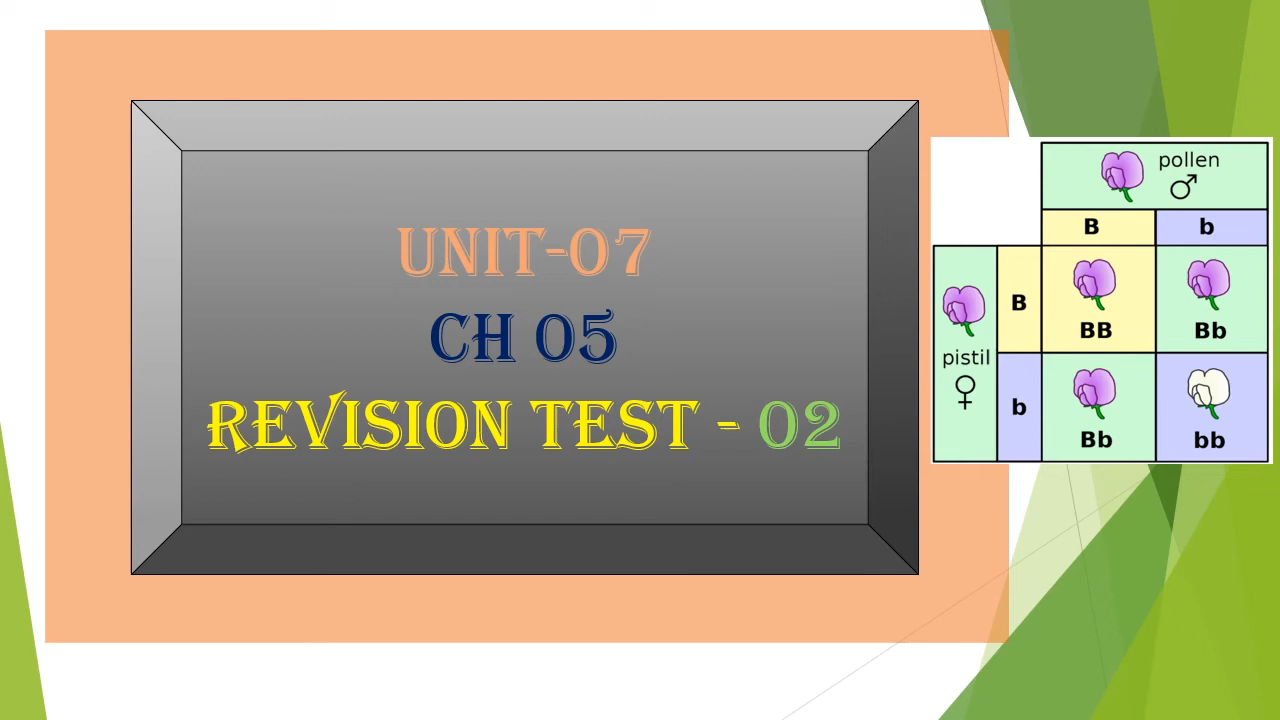 UNIT-07
CH 05
REVISION TEST - 02
pollen
♂
B b
B
BB Bb
pistil
♀
b
Bb bb